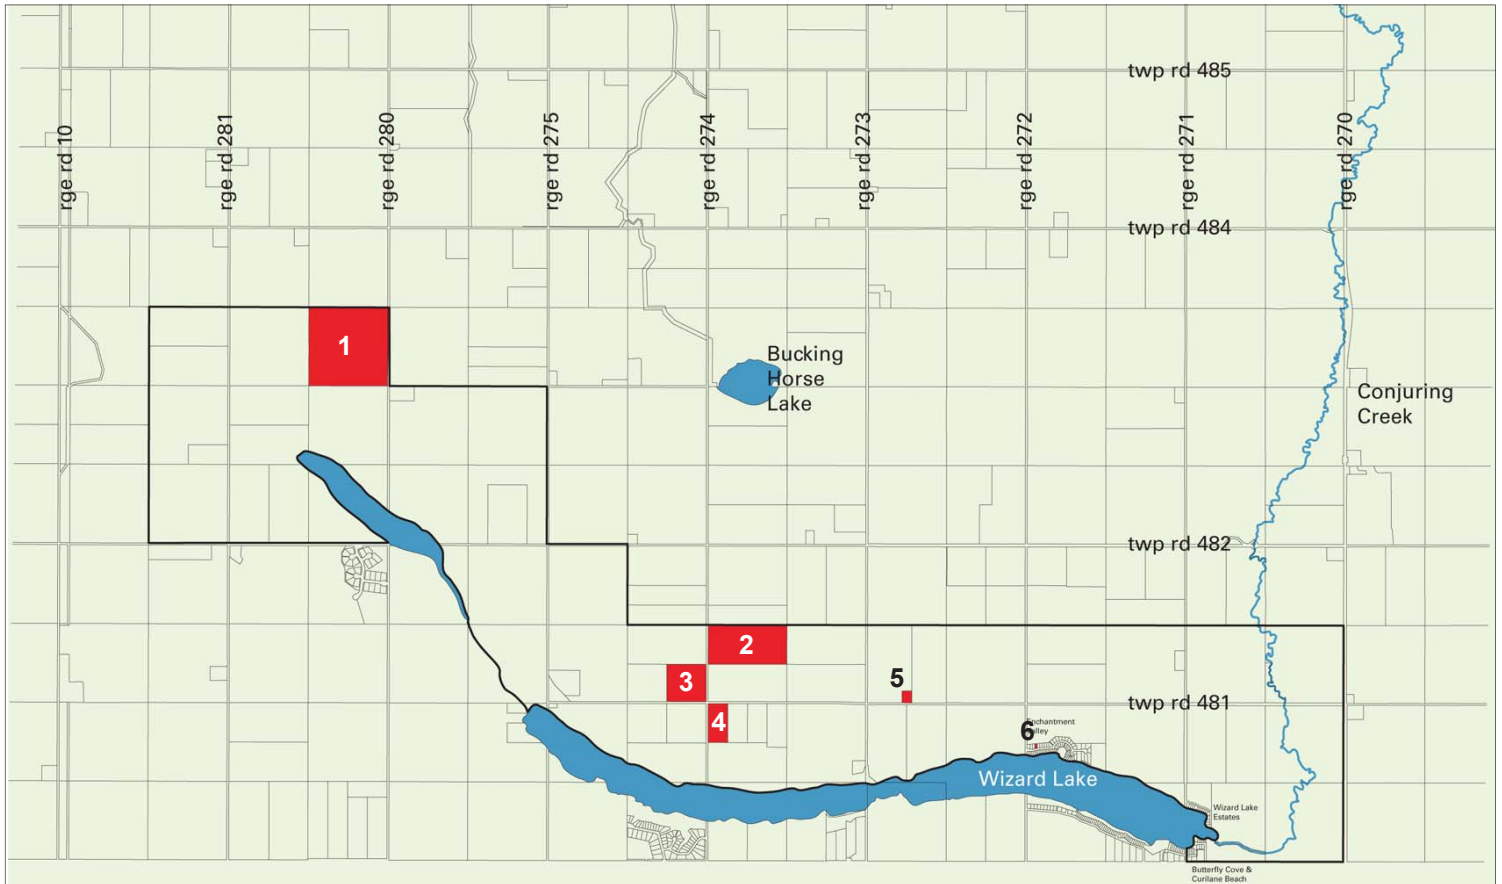 twp rd 485
rge rd 10
rge rd 281
rge rd 280
rge rd 275
rge rd 274
rge rd 273
rge rd 272
rge rd 271
rge rd 270
twp rd 484
1
Bucking
Horse
Lake
Conjuring
Creek
twp rd 482
2
3
5
twp rd 481
4
6
Enchantment
Wizard Lake
Wizard Lake
Estates
Butterfly Cove &
Curilane Beach